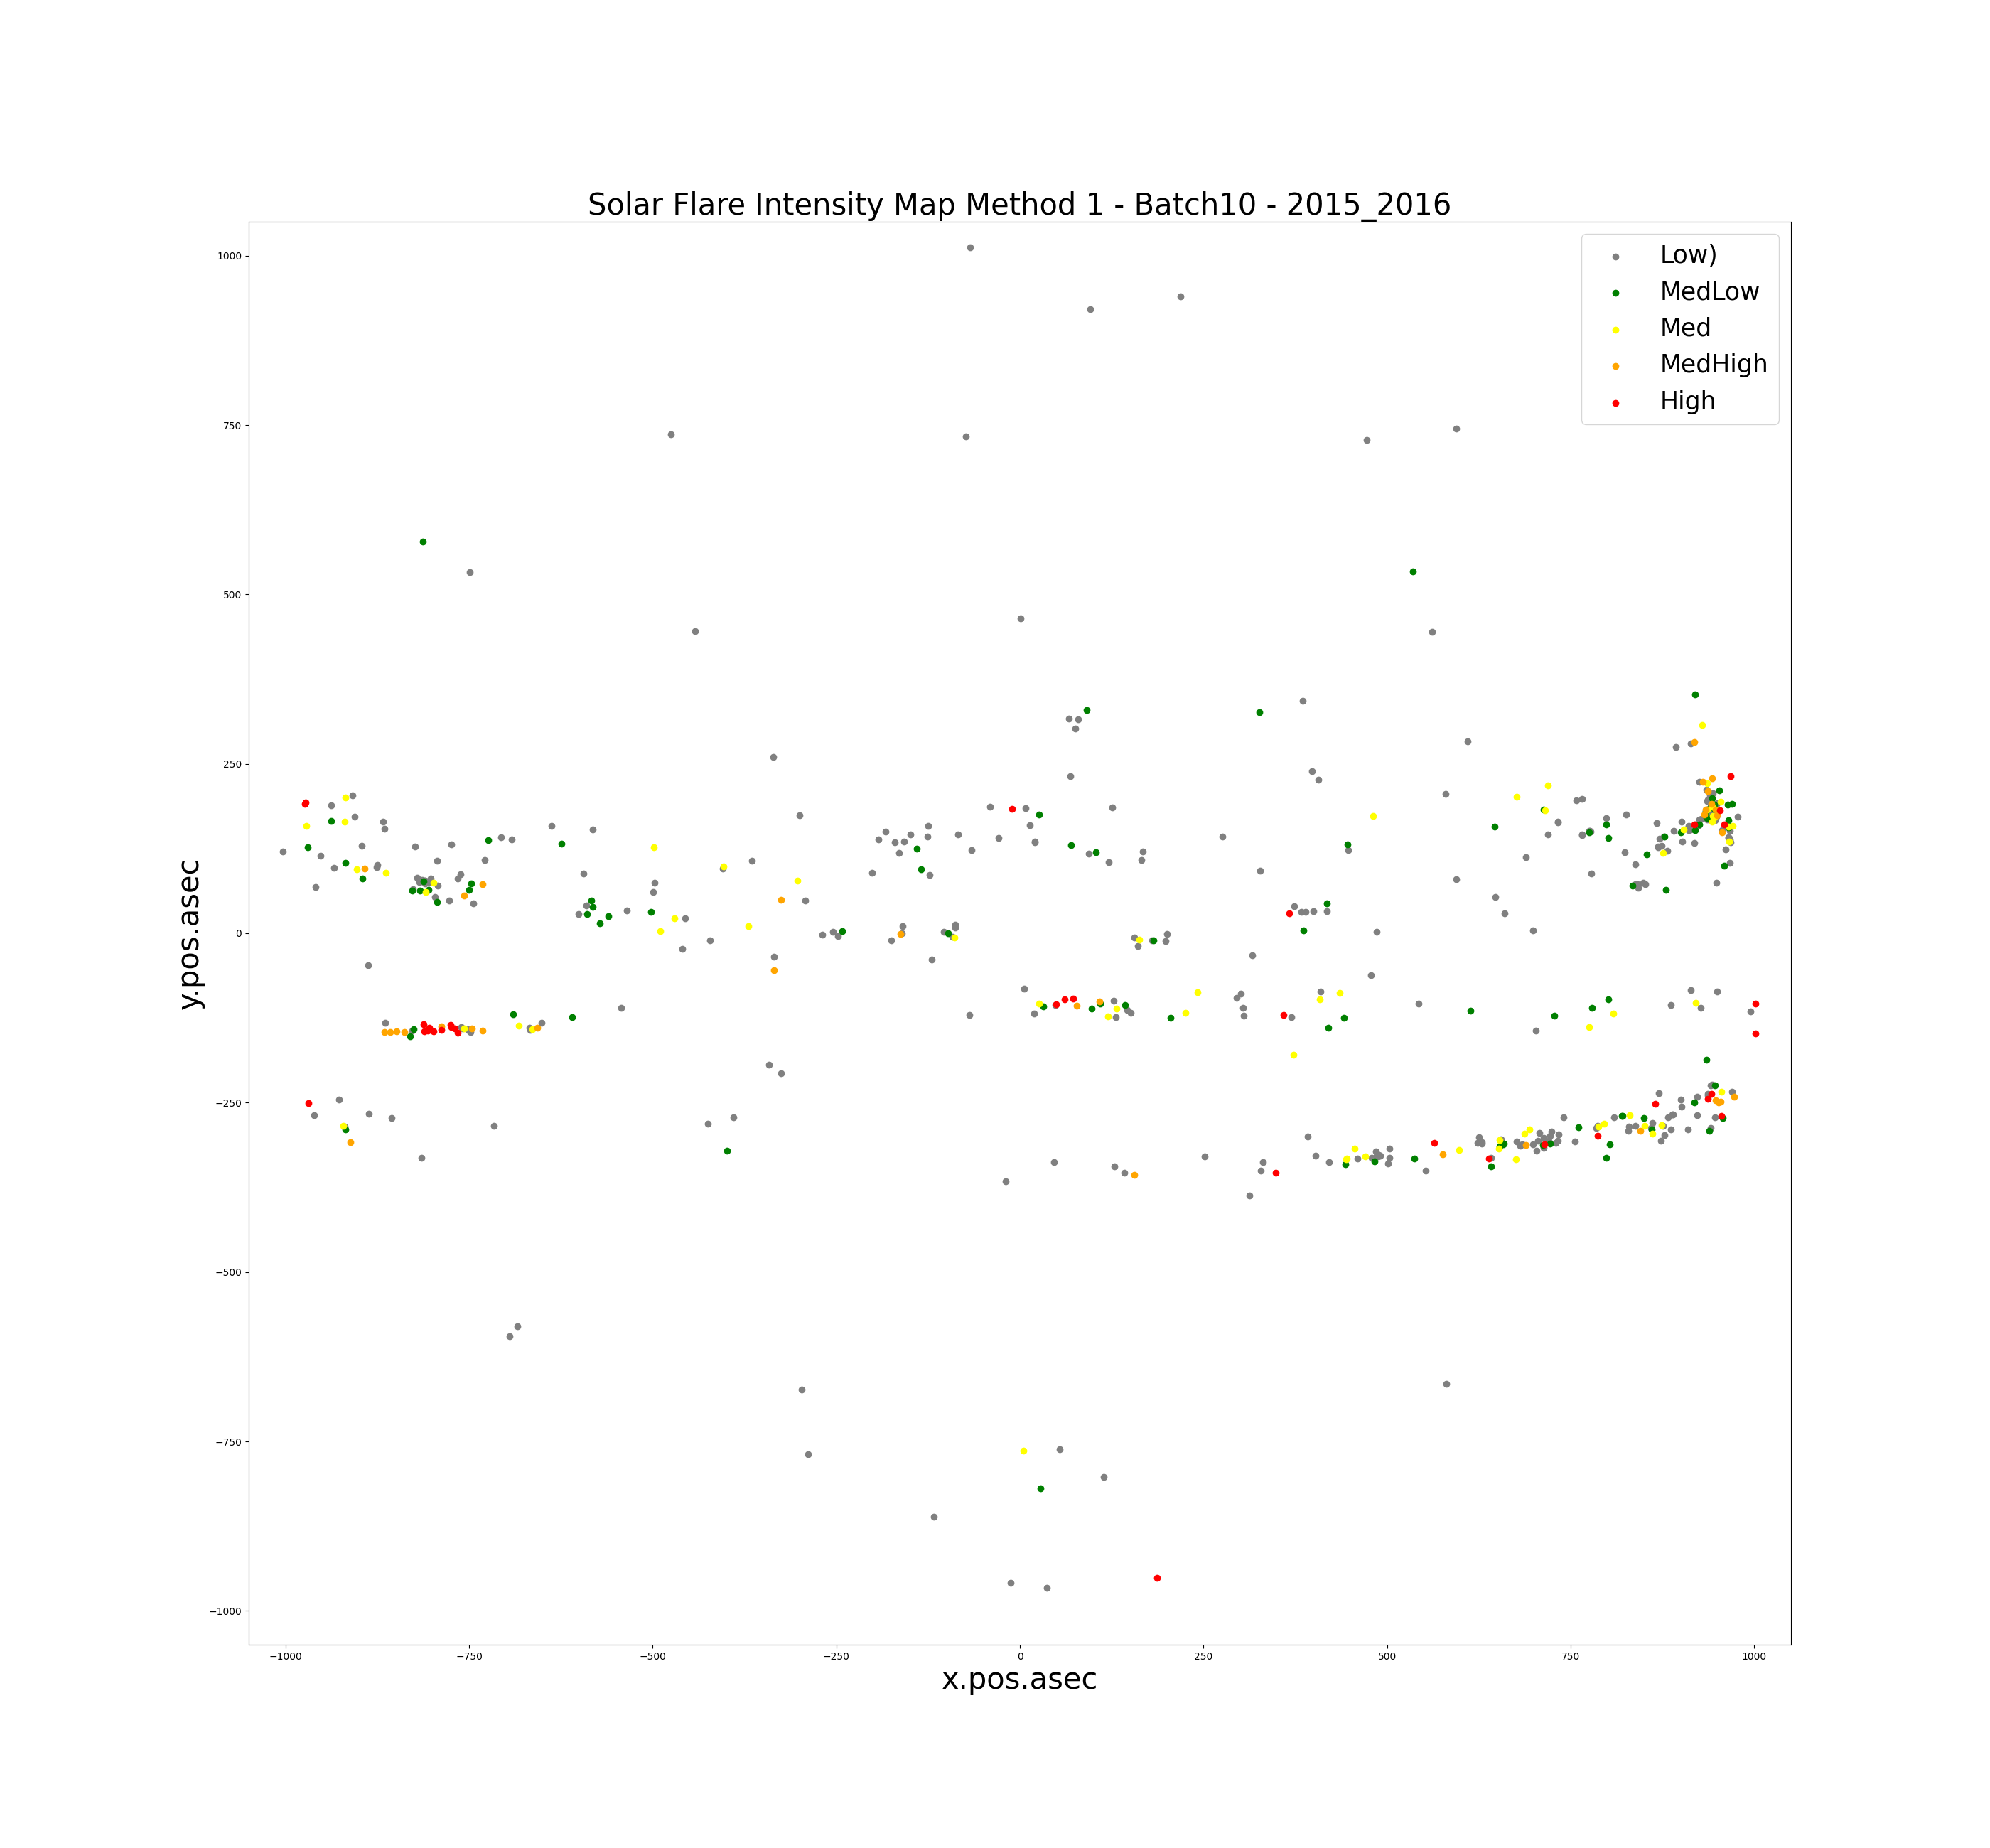 Solar Flare Intensity Map Method 1 - Batch10 - 2015_2016
Low)
MedLow
Med
MedHigh
High
1000
750
500
250
0
−250
−500
−750
−1000
y.pos.asec
−1000 −750 −500 −250 0 250 500 750 1000
x.pos.asec